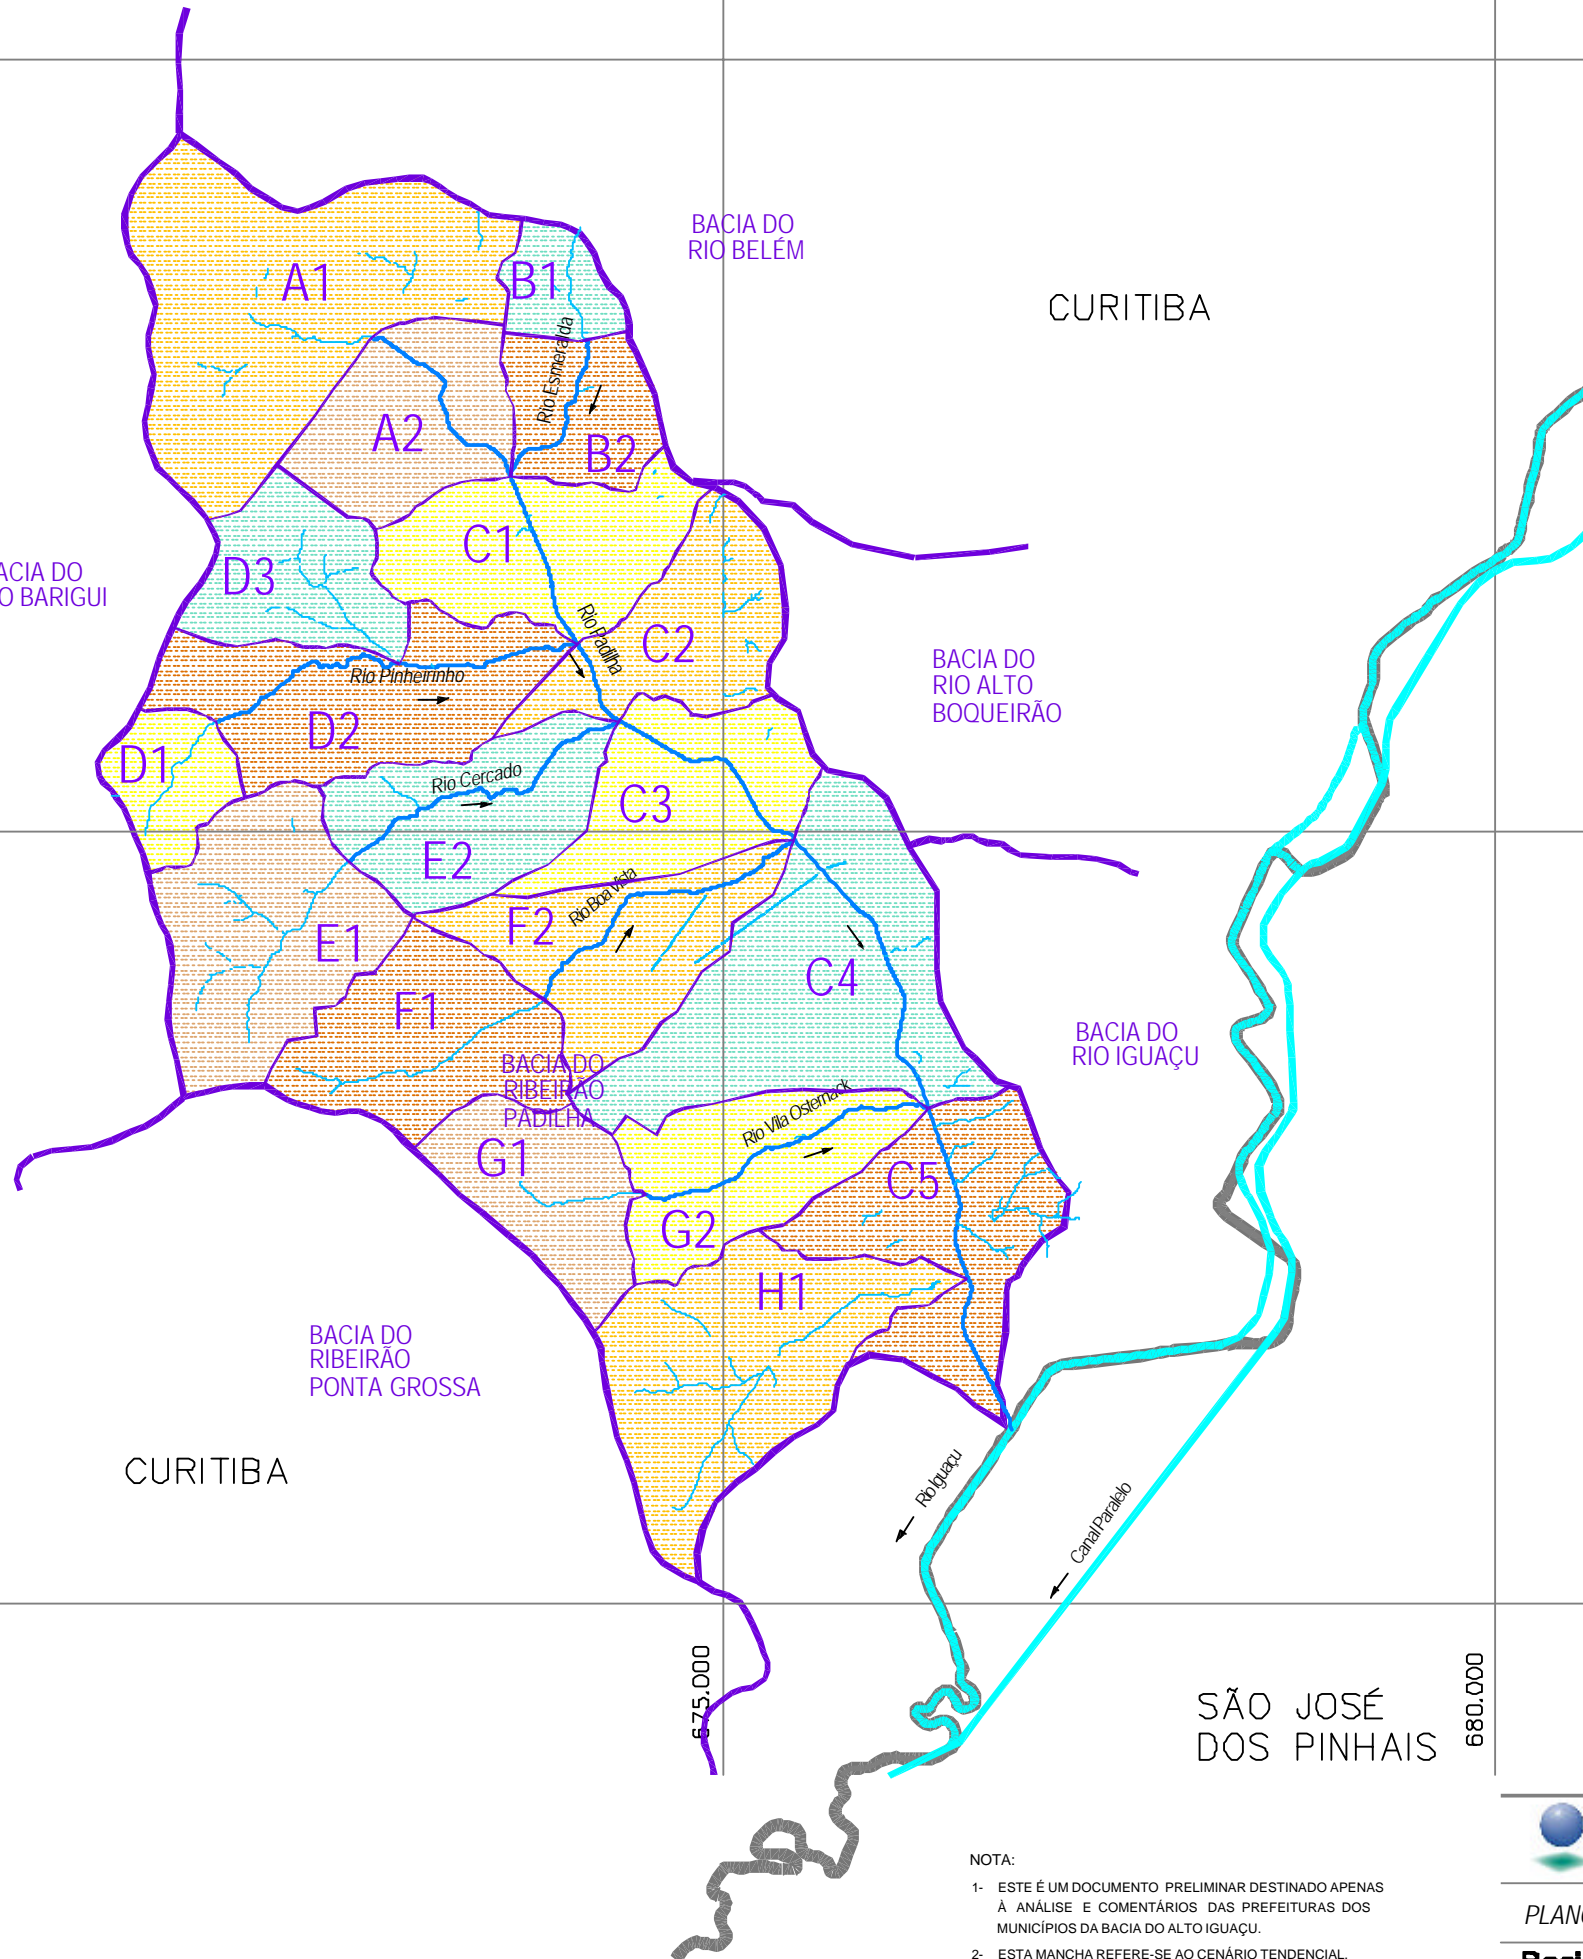 BACIA DO
RIO BELÉM
CURITIBA
A1
B1
Rio Esmeralda
A2
B2
C1
ACIA DO
O BARIGUI
D3
Rio Padilha
C2
BACIA DO
RIO ALTO
BOQUEIRÃO
Rio Pinheirinho
D2
D1
Rio Cercado
C3
E2
Rio Boa Vista
F2
E1
C4
F1
BACIA DO
RIO IGUAÇU
BACIA DO
RIBEIRÃO
PADILHA
Rio Vila Osternack
G1
C5
G2
H1
BACIA DO
RIBEIRÃO
PONTA GROSSA
CURITIBA
Rio Iguaçu
Canal Paralelo
675.000
680.000
SÃO JOSÉ
DOS PINHAIS
NOTA:
1- ESTE É UM DOCUMENTO PRELIMINAR DESTINADO APENAS
À ANÁLISE E COMENTÁRIOS DAS PREFEITURAS DOS
MUNICÍPIOS DA BACIA DO ALTO IGUAÇU.
2- ESTA MANCHA REFERE-SE AO CENÁRIO TENDENCIAL.